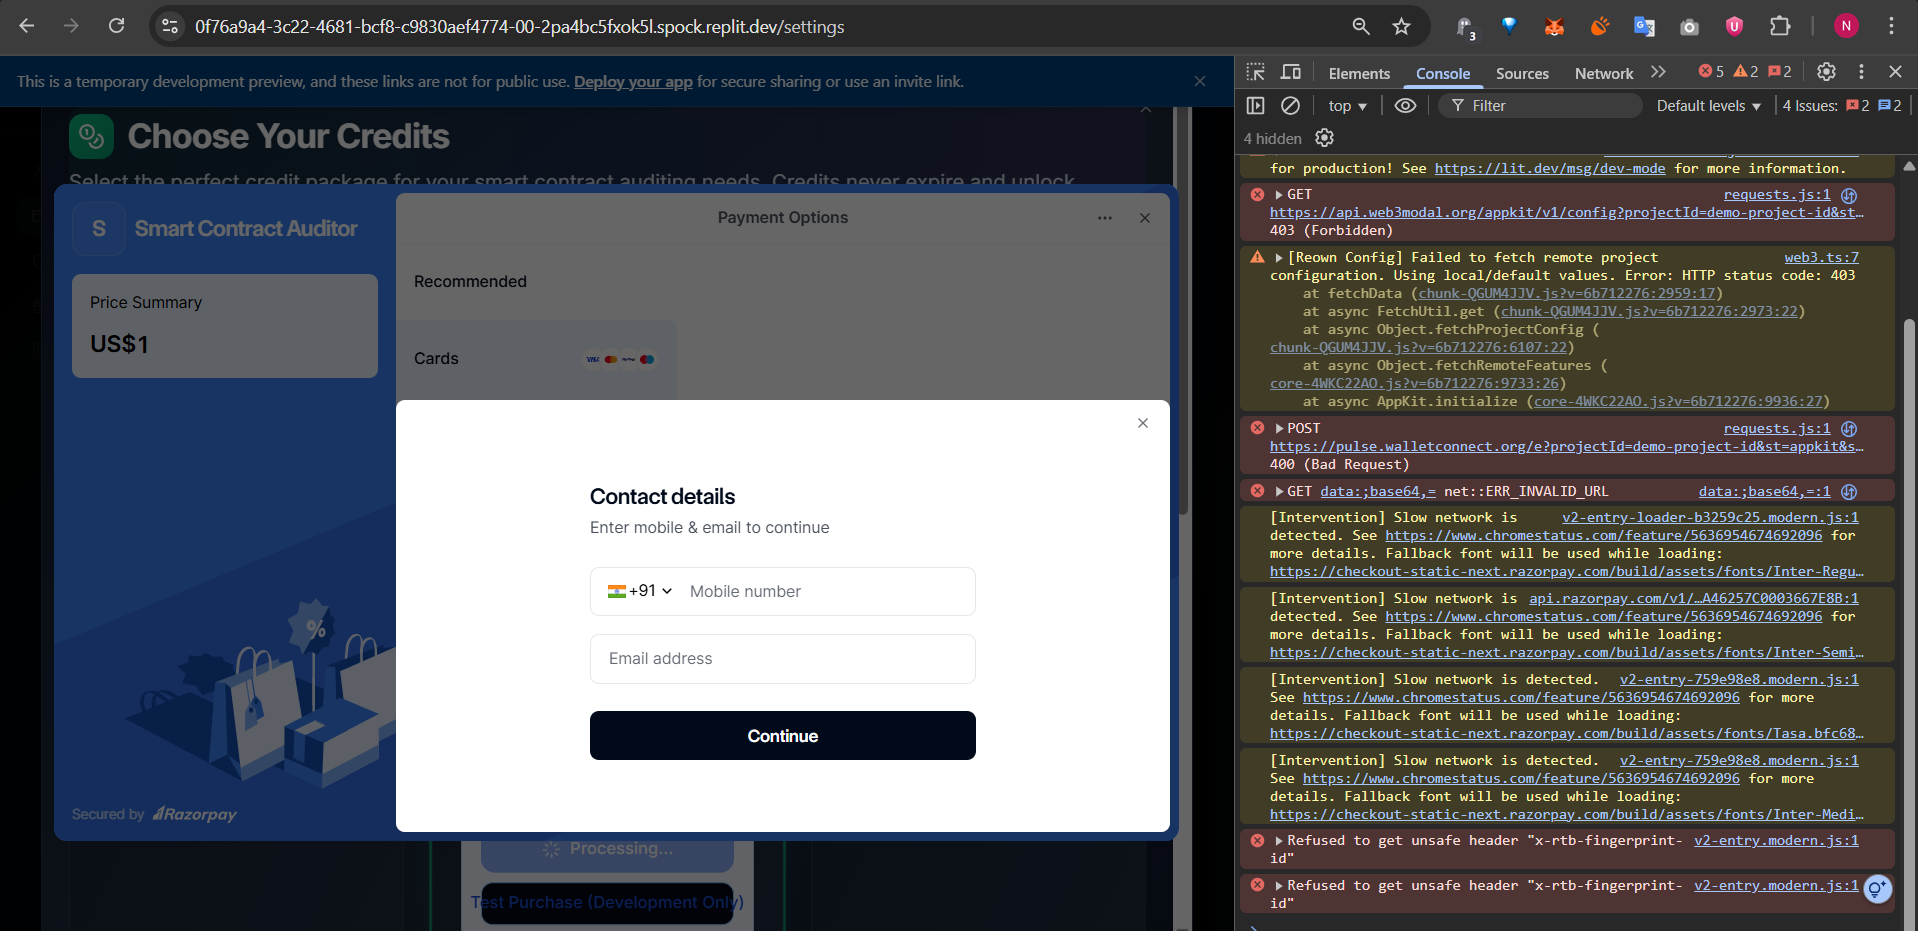 0f76a9a4-3c22-4681-bcf8-c9830aef4774-00-2pa4bc5fxok5l.spock.replit.dev/settings
3
N
This is a temporary development preview, and these links are not for public use. Deploy your app for secure sharing or use an invite link.
Choose Your Credits
Select the perfect credit package for your smart contract auditing needs. Credits never expire and unlock
S
Smart Contract Auditor
Price Summary
US$1
Payment Options
Recommended
Cards
VISA
Contact details
Enter mobile & email to continue
+91
Mobile number
Email address
Continue
Secured by Razorpay
Processing...
Test Purchase (Development Only)
Elements
Console
Sources
Network
5
2
2
top
Filter
Default levels
4 Issues: 2 2
4 hidden
for production! See https://lit.dev/msg/dev-mode for more information.
GET requests.js:1
https://api.web3modal.org/appkit/v1/config?projectId=demo-project-id&st…
403 (Forbidden)
[Reown Config] Failed to fetch remote project web3.ts:7
configuration. Using local/default values. Error: HTTP status code: 403
at fetchData (chunk-QGUM4JJV.js?v=6b712276:2959:17)
at async FetchUtil.get (chunk-QGUM4JJV.js?v=6b712276:2973:22)
at async Object.fetchProjectConfig (
chunk-QGUM4JJV.js?v=6b712276:6107:22)
at async Object.fetchRemoteFeatures (
core-4WKC22AO.js?v=6b712276:9733:26)
at async AppKit.initialize (core-4WKC22AO.js?v=6b712276:9936:27)
POST requests.js:1
https://pulse.walletconnect.org/e?projectId=demo-project-id&st=appkit&s…
400 (Bad Request)
GET data:;base64,= net::ERR_INVALID_URL data:;base64,=:1
[Intervention] Slow network is v2-entry-loader-b3259c25.modern.js:1
detected. See https://www.chromestatus.com/feature/5636954674692096 for
more details. Fallback font will be used while loading:
https://checkout-static-next.razorpay.com/build/assets/fonts/Inter-Regu…
[Intervention] Slow network is api.razorpay.com/v1/…A46257C0003667E8B:1
detected. See https://www.chromestatus.com/feature/5636954674692096 for
more details. Fallback font will be used while loading:
https://checkout-static-next.razorpay.com/build/assets/fonts/Inter-Semi…
[Intervention] Slow network is detected. v2-entry-759e98e8.modern.js:1
See https://www.chromestatus.com/feature/5636954674692096 for more
details. Fallback font will be used while loading:
https://checkout-static-next.razorpay.com/build/assets/fonts/Tasa.bfc68…
[Intervention] Slow network is detected. v2-entry-759e98e8.modern.js:1
See https://www.chromestatus.com/feature/5636954674692096 for more
details. Fallback font will be used while loading:
https://checkout-static-next.razorpay.com/build/assets/fonts/Inter-Medi…
Refused to get unsafe header "x-rtb-fingerprint- v2-entry.modern.js:1
id"
Refused to get unsafe header "x-rtb-fingerprint- v2-entry.modern.js:1
id"